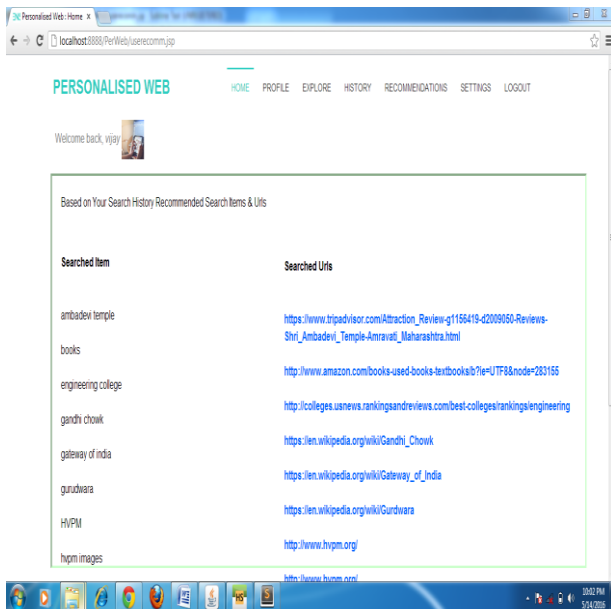 Personalised Web : Home
localhost:8888/PerWeb/userecomm.jsp
PERSONALISED WEB
HOME PROFILE EXPLORE HISTORY RECOMMENDATIONS SETTINGS LOGOUT
Welcome back, vijay
Based on Your Search History Recommended Search Items & Urls
Searched Item
Searched Urls
ambadevi temple
https://www.tripadvisor.com/Attraction_Review-g1156419-d2009050-Reviews-
Shri_Ambadevi_Temple-Amravati_Maharashtra.html
books
http://www.amazon.com/books-used-books-textbooks/b?ie=UTF8&node=283155
engineering college
http://colleges.usnews.rankingsandreviews.com/best-colleges/rankings/engineering
gandhi chowk
https://en.wikipedia.org/wiki/Gandhi_Chowk
gateway of india
https://en.wikipedia.org/wiki/Gateway_of_India
gurudwara
https://en.wikipedia.org/wiki/Gurdwara
HVPM
http://www.hvpm.org/
hvpm images
http://www.hvpm.org/
10:02 PM
5/14/2016